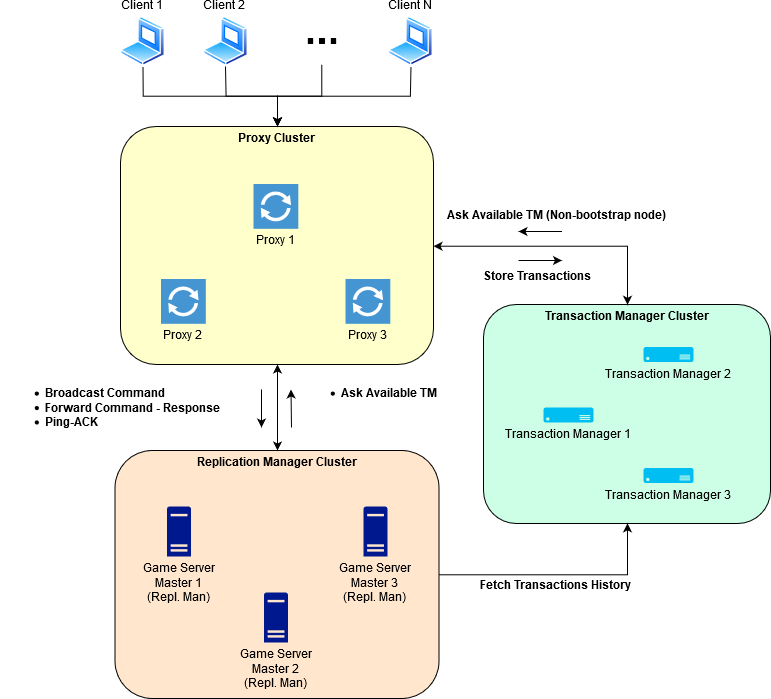 Client 1
Client 2
Client N
...
Proxy Cluster
Proxy 1
Proxy 2
Proxy 3
Ask Available TM (Non-bootstrap node)
Store Transactions
Transaction Manager Cluster
Transaction Manager 2
Transaction Manager 1
Transaction Manager 3
• Broadcast Command
• Forward Command - Response
• Ping-ACK
• Ask Available TM
Replication Manager Cluster
Game Server
Master 1
(Repl. Man)
Game Server
Master 3
(Repl. Man)
Game Server
Master 2
(Repl. Man)
Fetch Transactions History